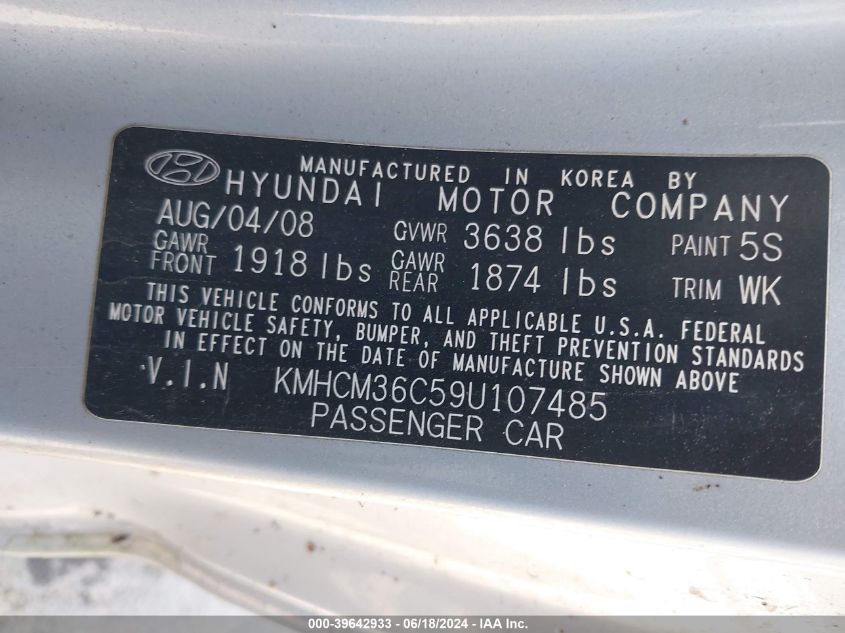 MANUFACTURED IN KOREA BY
HYUNDAI MOTOR COMPANY
AUG/04/08 GVWR 3638 lbs PAINT 5S
GAWR FRONT 1918 lbs GAWR REAR 1874 lbs TRIM WK
THIS VEHICLE CONFORMS TO ALL APPLICABLE U.S.A. FEDERAL
MOTOR VEHICLE SAFETY, BUMPER, AND THEFT PREVENTION STANDARDS
IN EFFECT ON THE DATE OF MANUFACTURE SHOWN ABOVE
V.I.N KMHCM36C59U107485
PASSENGER CAR
000-39642933 - 06/18/2024 - IAA Inc.